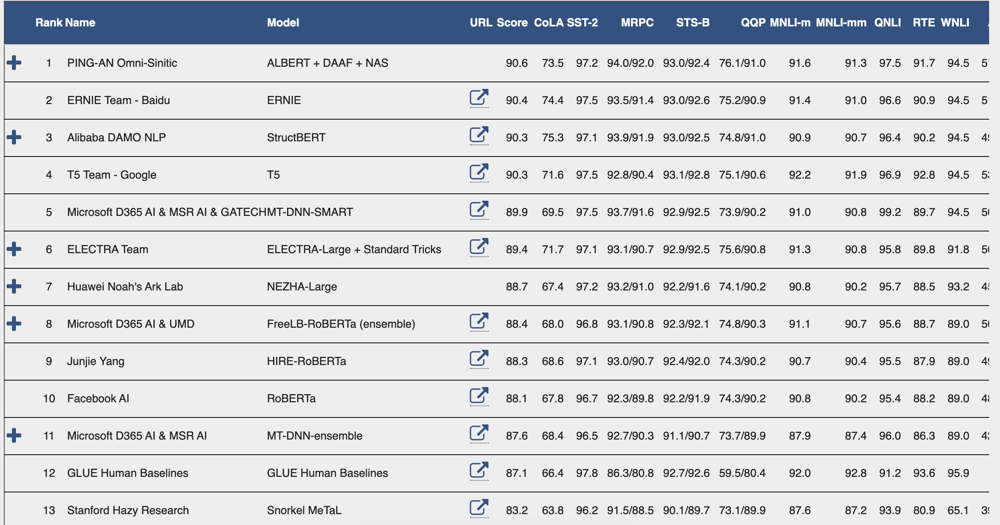 Rank Name Model URL Score CoLA SST-2 MRPC STS-B QQP MNLI-m MNLI-mm QNLI RTE WNLI
1 PING-AN Omni-Sinitic ALBERT + DAAF + NAS 90.6 73.5 97.2 94.0/92.0 93.0/92.4 76.1/91.0 91.6 91.3 97.5 91.7 94.5
2 ERNIE Team - Baidu ERNIE 90.4 74.4 97.5 93.5/91.4 93.0/92.6 75.2/90.9 91.4 91.0 96.6 90.9 94.5
3 Alibaba DAMO NLP StructBERT 90.3 75.3 97.1 93.9/91.9 93.0/92.5 74.8/91.0 90.9 90.7 96.4 90.2 94.5
4 T5 Team - Google T5 90.3 71.6 97.5 92.8/90.4 93.1/92.8 75.1/90.6 92.2 91.9 96.9 92.8 94.5
5 Microsoft D365 AI & MSR AI & GATECH MT-DNN-SMART 89.9 69.5 97.5 93.7/91.6 92.9/92.5 73.9/90.2 91.0 90.8 99.2 89.7 94.5
6 ELECTRA Team ELECTRA-Large + Standard Tricks 89.4 71.7 97.1 93.1/90.7 92.9/92.5 75.6/90.8 91.3 90.8 95.8 89.8 91.8
7 Huawei Noah's Ark Lab NEZHA-Large 88.7 67.4 97.2 93.2/91.0 92.2/91.6 74.1/90.2 90.8 90.2 95.7 88.5 93.2
8 Microsoft D365 AI & UMD FreeLB-RoBERTa (ensemble) 88.4 68.0 96.8 93.1/90.8 92.3/92.1 74.8/90.3 91.1 90.7 95.6 88.7 89.0
9 Junjie Yang HIRE-RoBERTa 88.3 68.6 97.1 93.0/90.7 92.4/92.0 74.3/90.2 90.7 90.4 95.5 87.9 89.0
10 Facebook AI RoBERTa 88.1 67.8 96.7 92.3/89.8 92.2/91.9 74.3/90.2 90.8 90.2 95.4 88.2 89.0
11 Microsoft D365 AI & MSR AI MT-DNN-ensemble 87.6 68.4 96.5 92.7/90.3 91.1/90.7 73.7/89.9 87.9 87.4 96.0 86.3 89.0
12 GLUE Human Baselines GLUE Human Baselines 87.1 66.4 97.8 86.3/80.8 92.7/92.6 59.5/80.4 92.0 92.8 91.2 93.6 95.9
13 Stanford Hazy Research Snorkel MeTaL 83.2 63.8 96.2 91.5/88.5 90.1/89.7 73.1/89.9 87.6 87.2 93.9 80.9 65.1